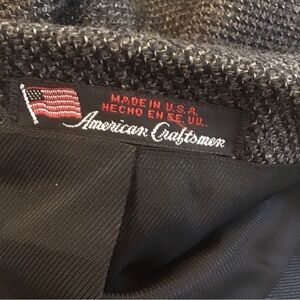 MADE IN U.S.A.
HECHO EN EE. UU..
American Craftsmen